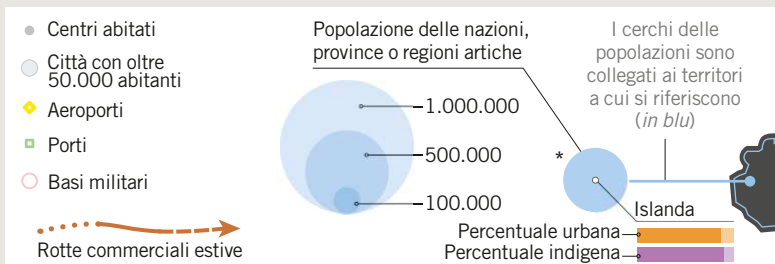 Centri abitati
Città con oltre
50.000 abitanti
Aeroporti
Porti
Basi militari
Rotte commerciali estive
Popolazione delle nazioni,
province o regioni artiche
1.000.000
500.000
100.000
I cerchi delle
popolazioni sono
collegati ai territori
a cui si riferiscono
(in blu)
*
Islanda
Percentuale urbana
Percentuale indigena